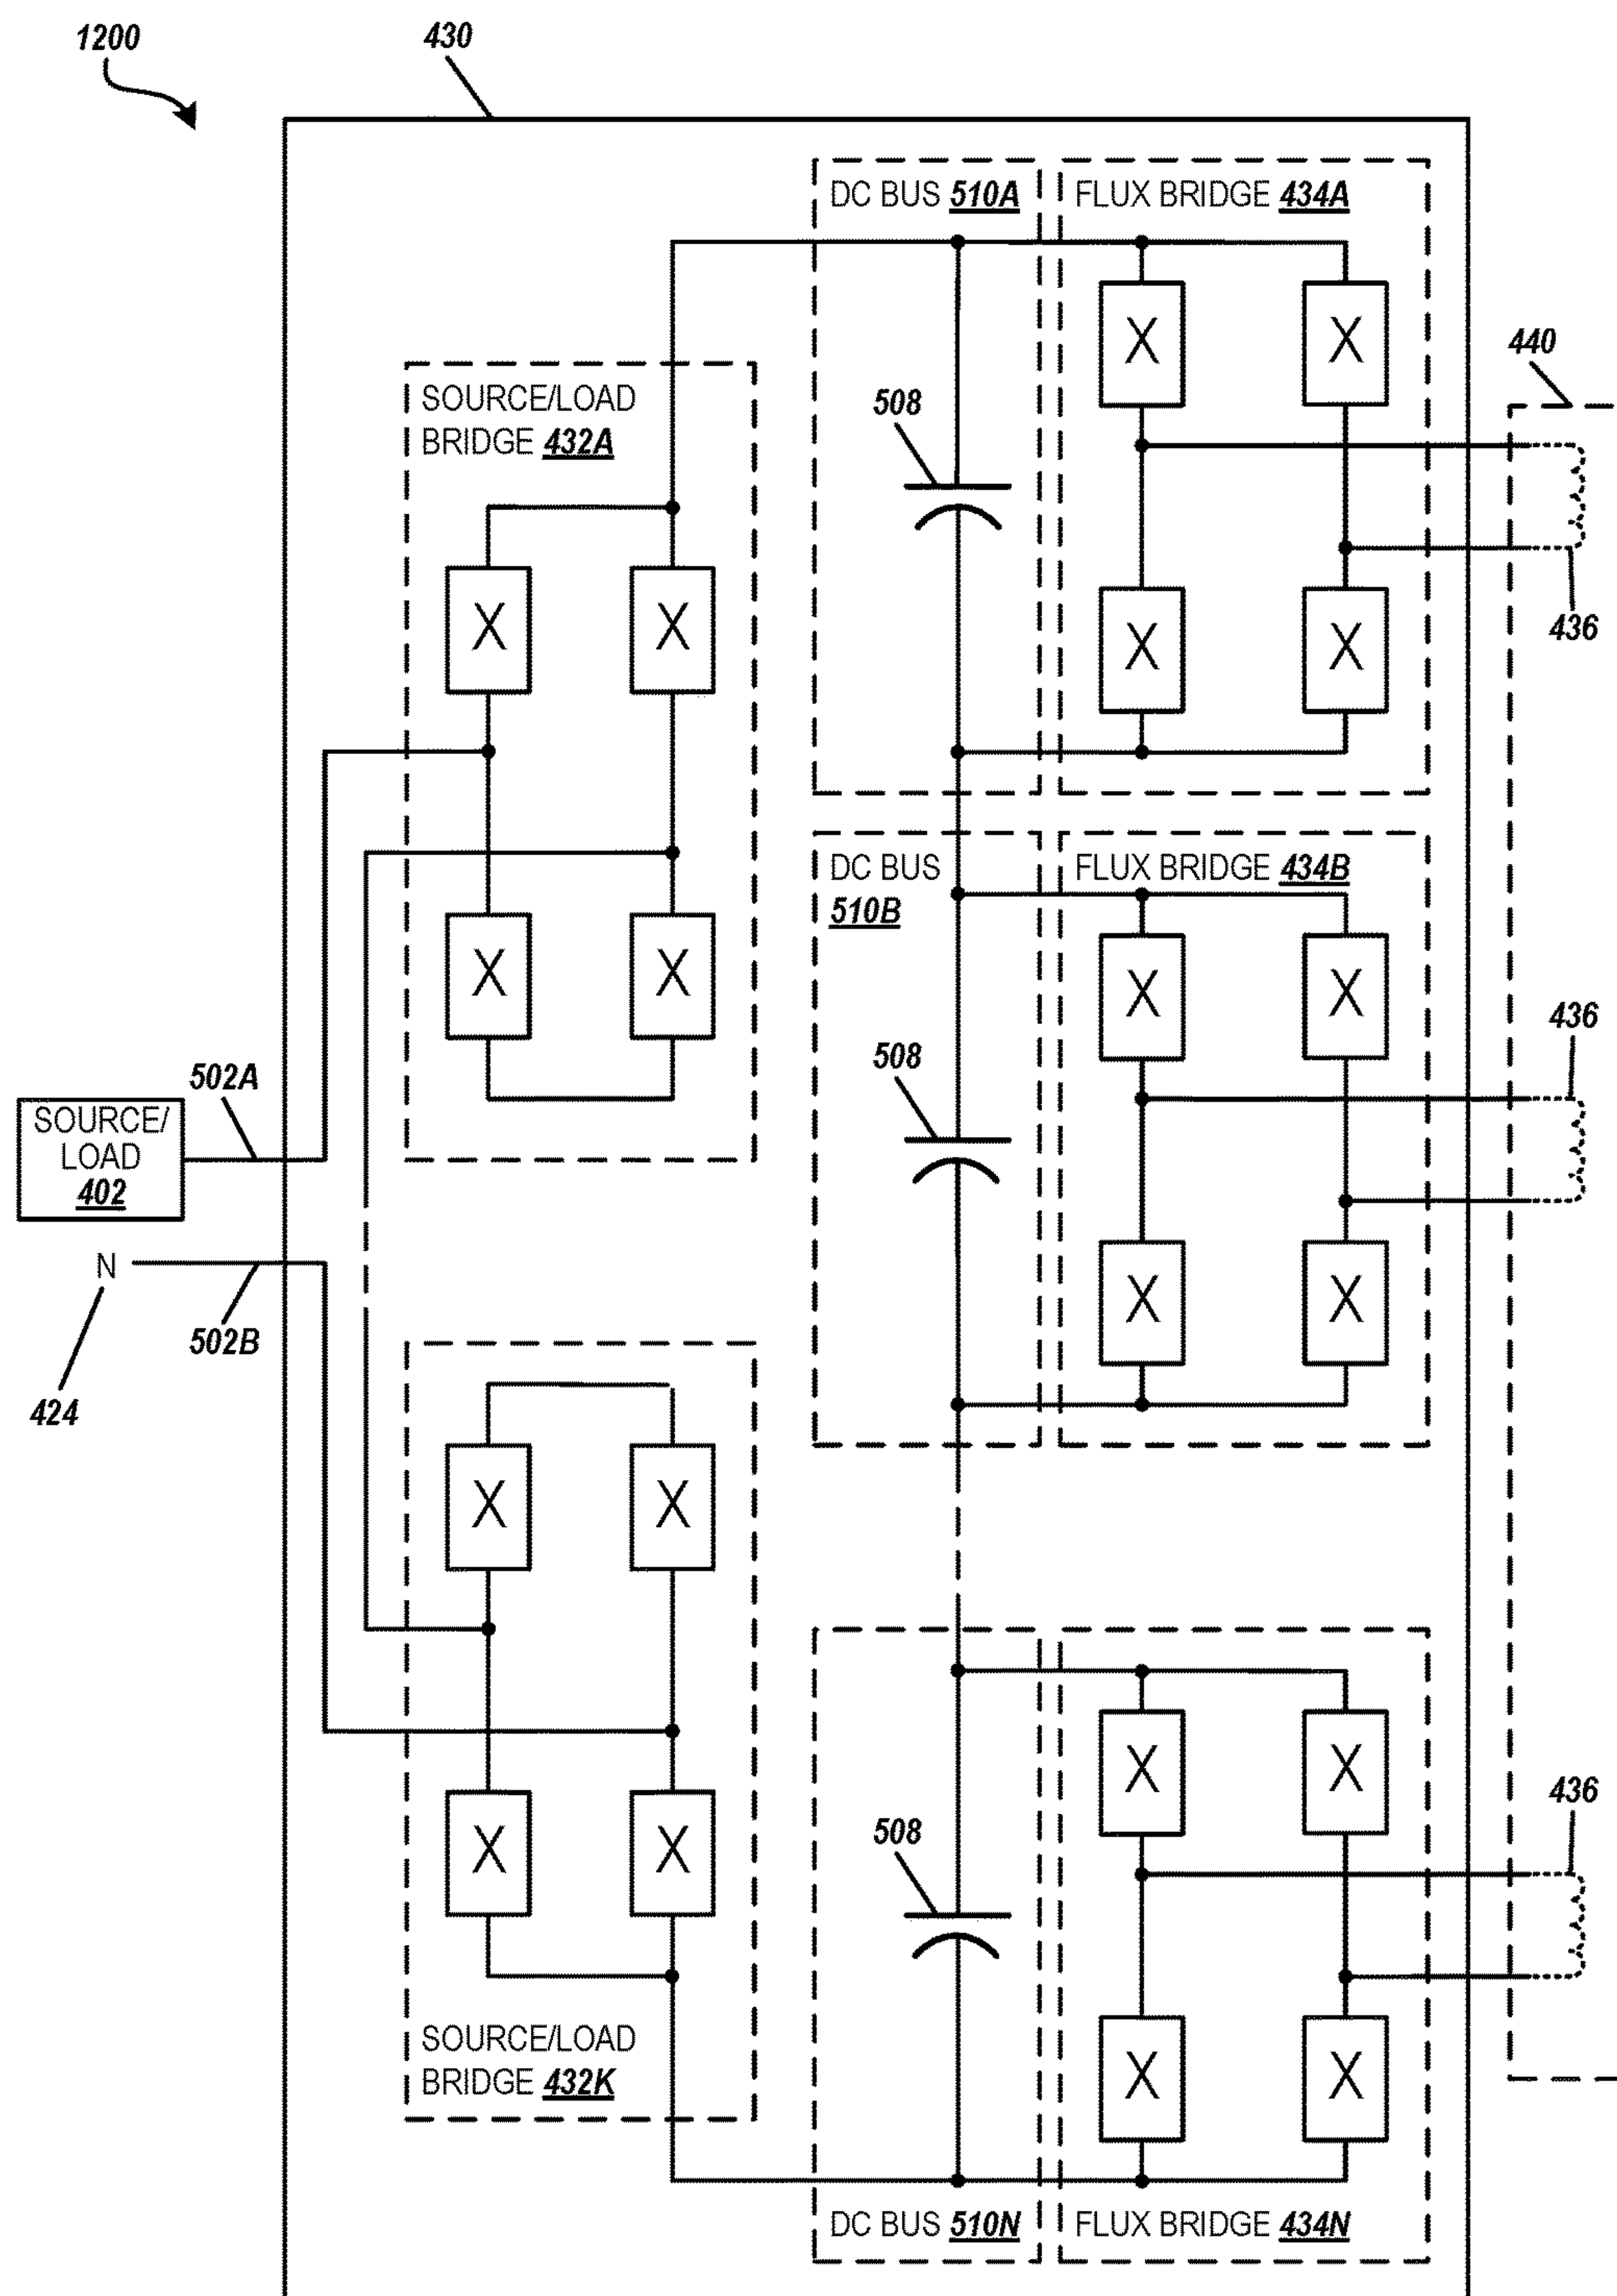 1200
430
DC BUS 510A
FLUX BRIDGE 434A
440
SOURCE/LOAD
BRIDGE 432A
508
X
X
X
X
436
X
X
X
X
DC BUS
510B
FLUX BRIDGE 434B
X
X
X
X
436
508
502A
SOURCE/
LOAD
402
N
502B
424
X
X
X
X
X
X
436
508
X
X
X
X
SOURCE/LOAD
BRIDGE 432K
X
X
DC BUS 510N
FLUX BRIDGE 434N